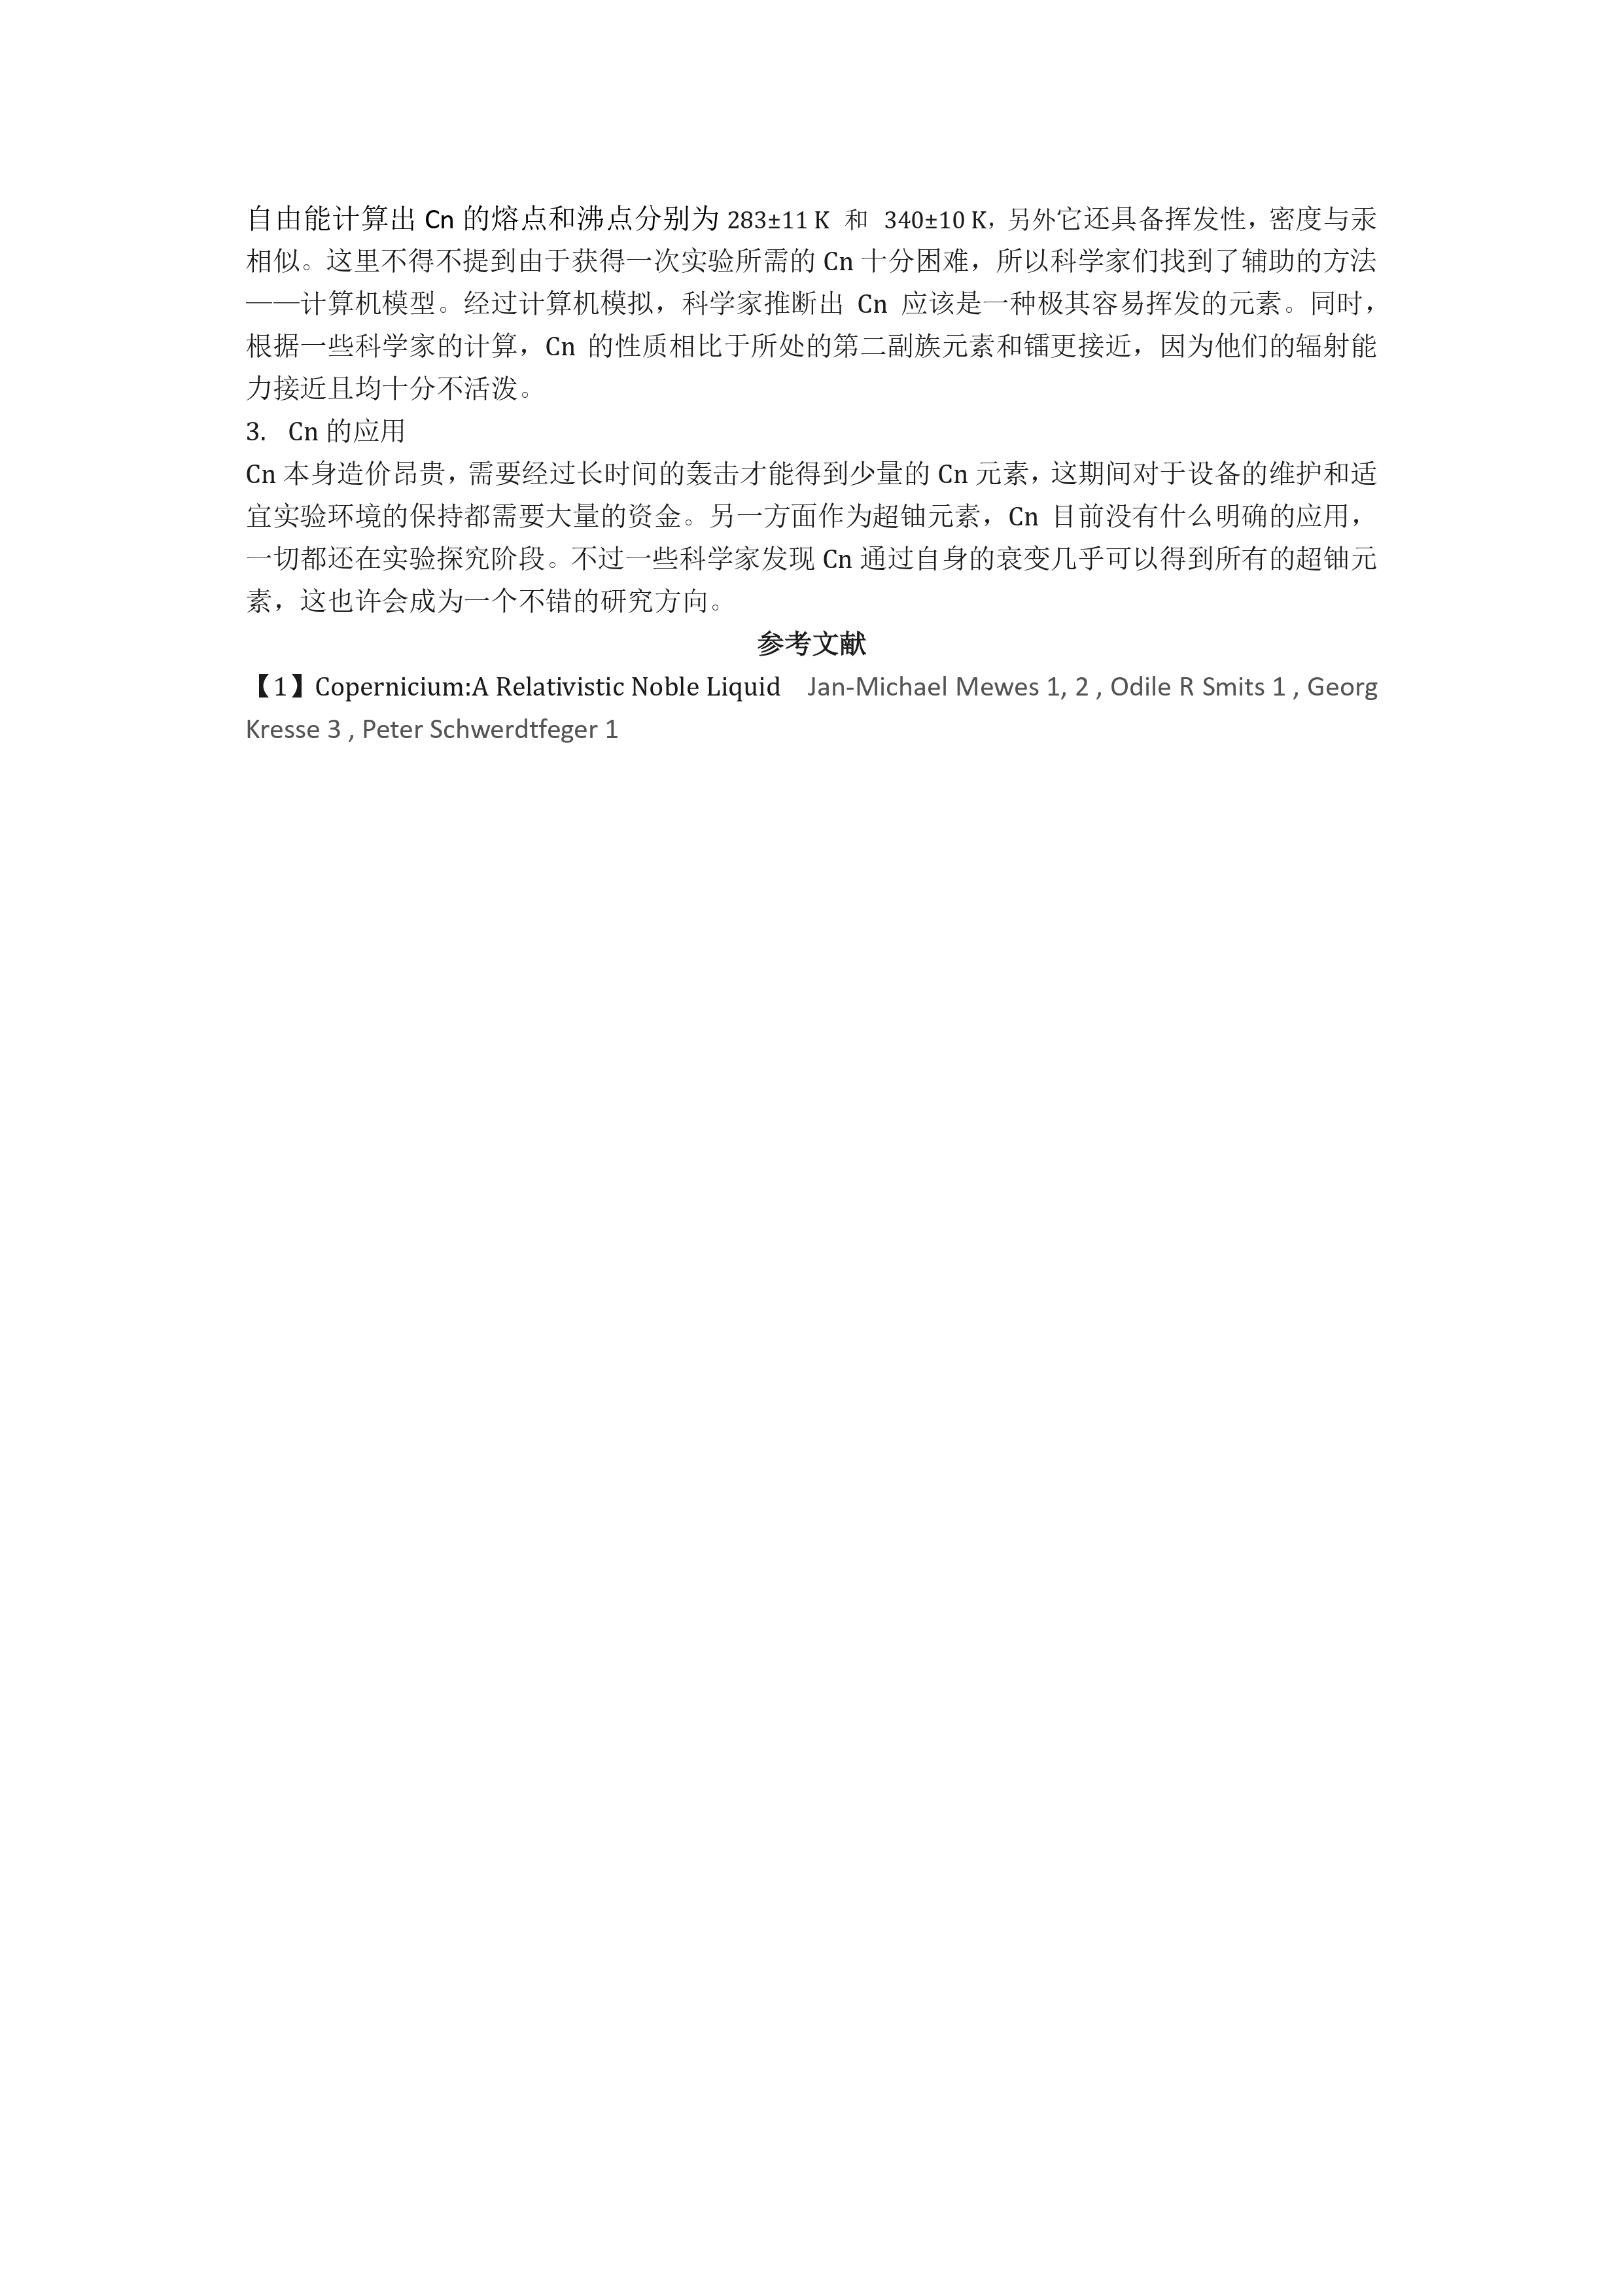 自由能计算出 Cn 的熔点和沸点分别为 283±11 K 和 340±10 K，另外它还具备挥发性，密度与汞
相似。这里不得不提到由于获得一次实验所需的 Cn 十分困难，所以科学家们找到了辅助的方法
——计算机模型。经过计算机模拟，科学家推断出 Cn 应该是一种极其容易挥发的元素。同时，
根据一些科学家的计算，Cn 的性质相比于所处的第二副族元素和镭更接近，因为他们的辐射能
力接近且均十分不活泼。
3. Cn 的应用
Cn 本身造价昂贵，需要经过长时间的轰击才能得到少量的 Cn 元素，这期间对于设备的维护和适
宜实验环境的保持都需要大量的资金。另一方面作为超铀元素，Cn 目前没有什么明确的应用，
一切都还在实验探究阶段。不过一些科学家发现 Cn 通过自身的衰变几乎可以得到所有的超铀元
素，这也许会成为一个不错的研究方向。
参考文献
【1】Copernicium:A Relativistic Noble Liquid Jan-Michael Mewes 1, 2 , Odile R Smits 1 , Georg
Kresse 3 , Peter Schwerdtfeger 1